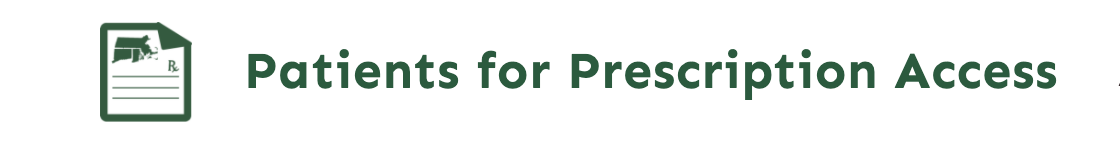 ℞
Patients for Prescription Access